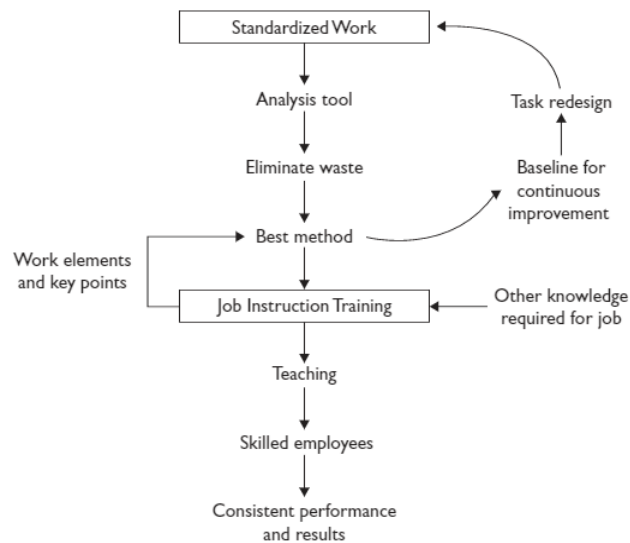 Standardized Work
Analysis tool
Task redesign
Eliminate waste
Baseline for
continuous
improvement
Best method
Work elements
and key points
Job Instruction Training
Other knowledge
required for job
Teaching
Skilled employees
Consistent performance
and results